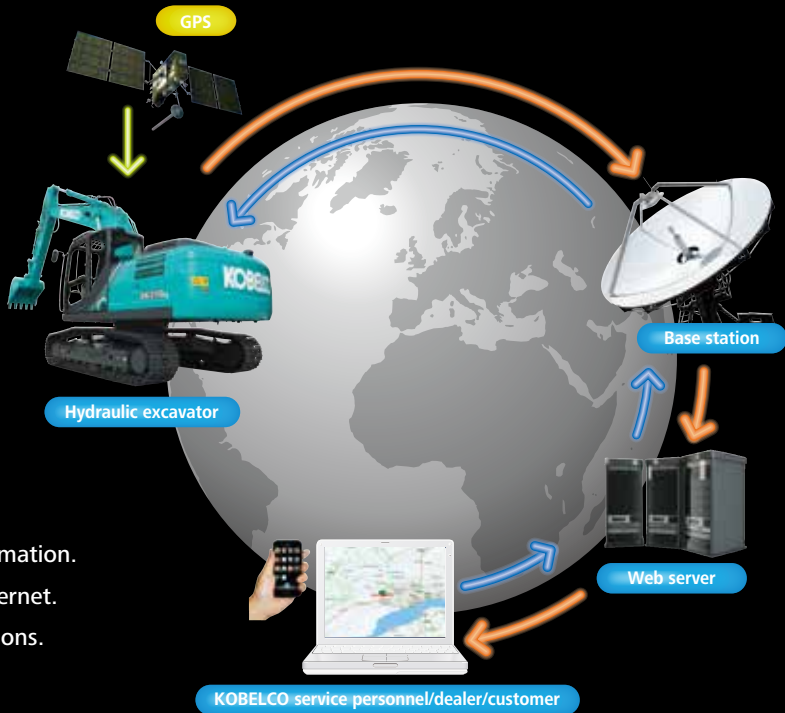 GPS
KOBELCO
Base station
Hydraulic excavator
mation.
Web server
ernet.
ons.
KOBELCO service personnel/dealer/customer